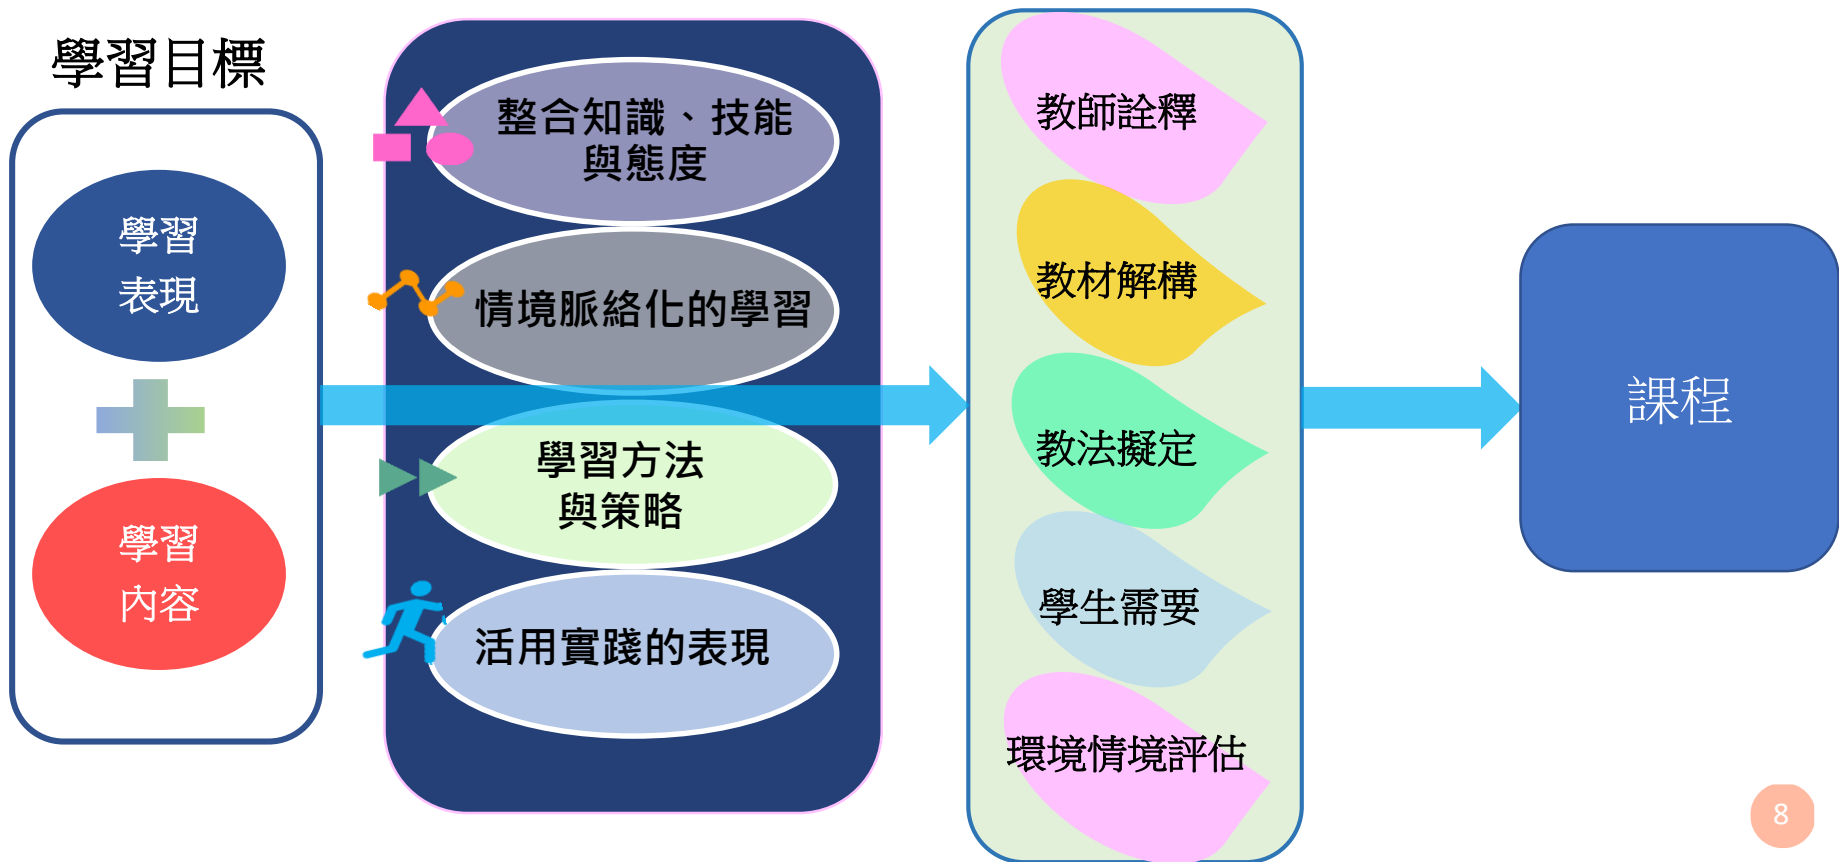 學習目標
學習
表現
學習
內容
整合知識、技能
與態度
情境脈絡化的學習
學習方法
與策略
活用實踐的表現
教師詮釋
教材解構
教法擬定
學生需要
環境情境評估
課程
8